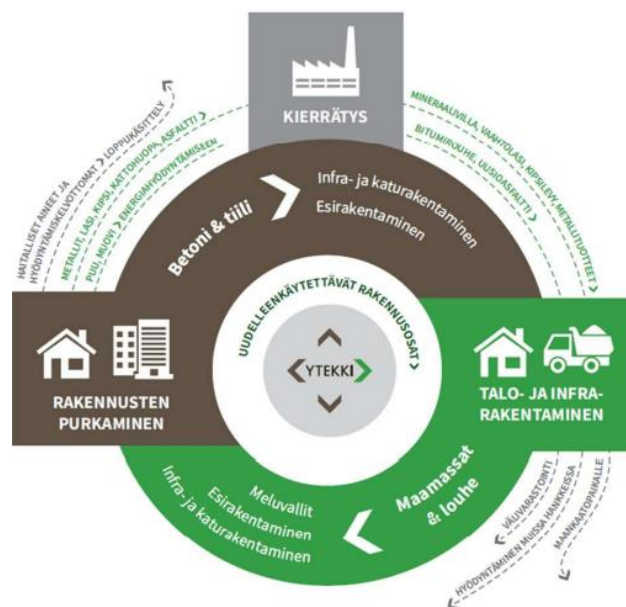 KIERRÄTYS
HAITALLISET AINEET JA
HYÖDYNTÄMISKELVOTTOMAT > LOPPUKÄSITTELY
METALLIT, LASI, KIPSI, KATTOHUOPA, ASFALTTI >
PUU, MUOVI > ENERGIAHYÖDYNTÄMISEEN
MINERAALIVILLA, VAAHTOLASI, KIPSILEVY, METALLITUOTTEET >
BITUMIROUHE, UUSIOASFALTTI >
Betoni & tiili
Infra- ja katurakentaminen
Esirakentaminen
UUDELLEENKÄYTETTÄVÄT RAKENNUSOSAT >
YTEKKI
RAKENNUSTEN
PURKAMINEN
TALO- JA INFRA-
RAKENTAMINEN
Maamassat
& louhe
Meluvallit
Esirakentaminen
Infra- ja katurakentaminen
VÄLIVARASTOINTI
HYÖDYNTÄMINEN MUISSA HANKKEISSA
MAANKAATOPAIKALLE